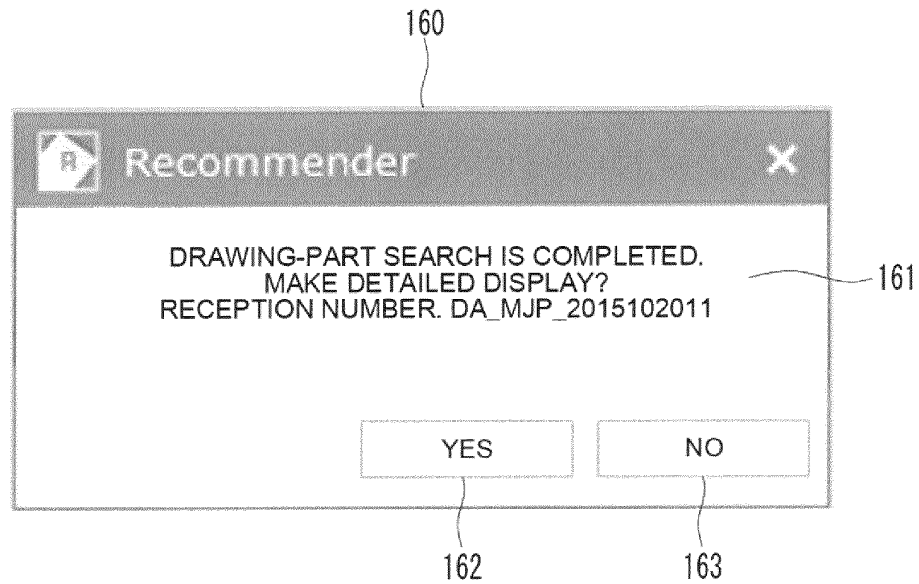 160
R Recommender ×
DRAWING-PART SEARCH IS COMPLETED.
MAKE DETAILED DISPLAY?
161
RECEPTION NUMBER. DA_MJP_2015102011
YES NO
162 163